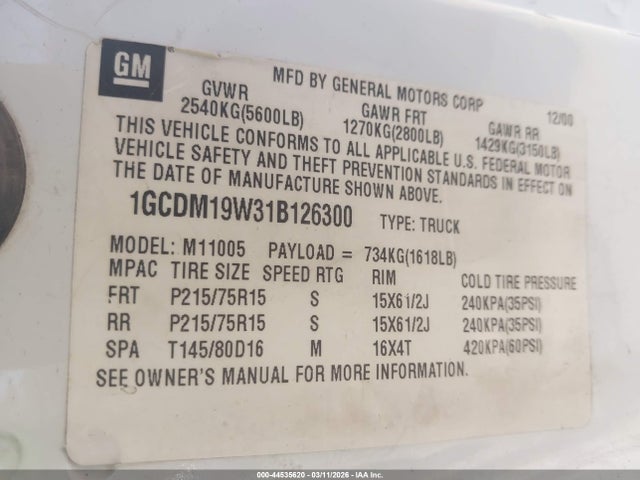 GM
MFD BY GENERAL MOTORS CORP 12/00
GVWR GAWR FRT GAWR RR
2540KG(5600LB) 1270KG(2800LB) 1429KG(3150LB)
THIS VEHICLE CONFORMS TO ALL APPLICABLE U.S. FEDERAL MOTOR
VEHICLE SAFETY AND THEFT PREVENTION STANDARDS IN EFFECT ON
THE DATE OF MANUFACTURE SHOWN ABOVE.
1GCDM19W31B126300 TYPE: TRUCK
MODEL: M11005 PAYLOAD = 734KG(1618LB)
MPAC TIRE SIZE SPEED RTG RIM COLD TIRE PRESSURE
FRT P215/75R15 S 15X61/2J 240KPA(35PSI)
RR P215/75R15 S 15X61/2J 240KPA(35PSI)
SPA T145/80D16 M 16X4T 420KPA(60PSI)
SEE OWNER'S MANUAL FOR MORE INFORMATION.
000-44535620 - 03/11/2026 - IAAI.COM